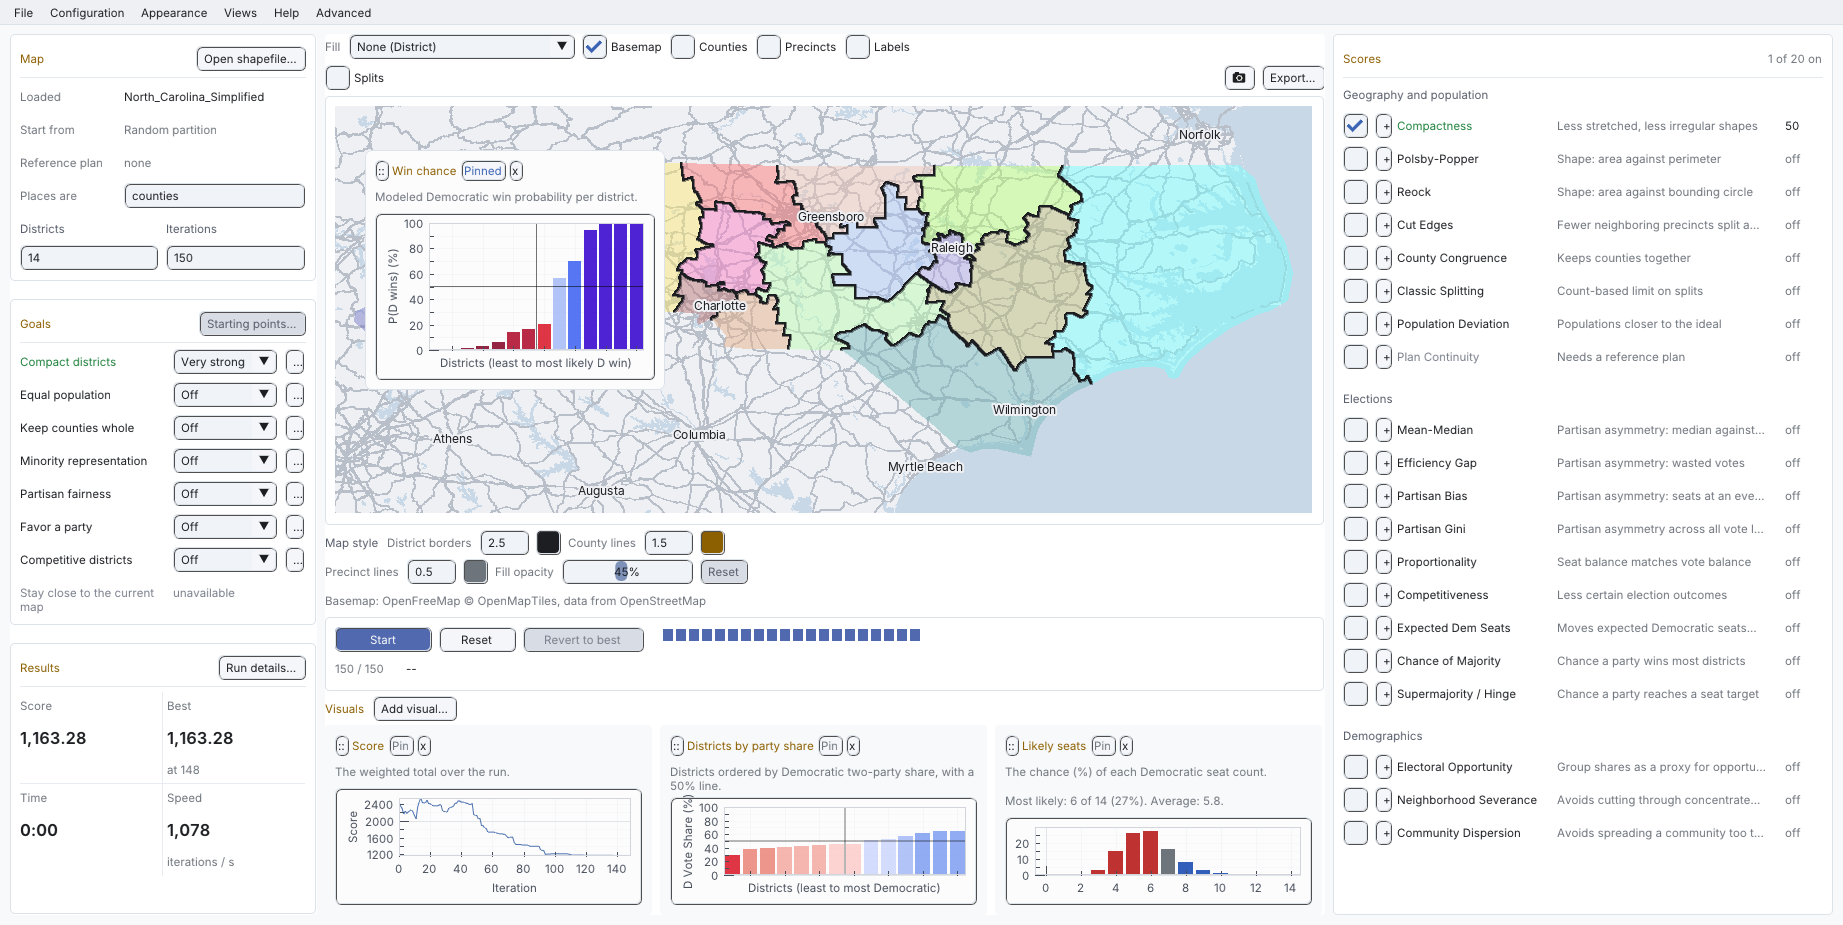 File Configuration Appearance Views Help Advanced
Map Open shapefile...
Loaded North_Carolina_Simplified
Start from Random partition
Reference plan none
Places are counties
Districts Iterations
14 150
Goals Starting points...
Compact districts Very strong ...
Equal population Off ...
Keep counties whole Off ...
Minority representation Off ...
Partisan fairness Off ...
Favor a party Off ...
Competitive districts Off ...
Stay close to the current map unavailable
Results Run details...
Score Best
1,163.28 1,163.28
at 148
Time Speed
0:00 1,078
iterations / s
Fill None (District) Basemap Counties Precincts Labels
Splits Export...
Norfolk
Greensboro
Raleigh
Charlotte
Wilmington
Athens
Columbia
Myrtle Beach
Augusta
:: Win chance Pinned x
Modeled Democratic win probability per district.
P(D wins) (%)
100
80
60
40
20
0
Districts (least to most likely D win)
Map style District borders 2.5 County lines 1.5
Precinct lines 0.5 Fill opacity 45% Reset
Basemap: OpenFreeMap © OpenMapTiles, data from OpenStreetMap
Start Reset Revert to best
150 / 150 --
Visuals Add visual...
:: Score Pin x
The weighted total over the run.
Score
2400
2000
1600
1200
0 20 40 60 80 100 120 140
Iteration
:: Districts by party share Pin x
Districts ordered by Democratic two-party share, with a
50% line.
D Vote Share (%)
100
80
60
40
20
0
Districts (least to most Democratic)
:: Likely seats Pin x
The chance (%) of each Democratic seat count.
Most likely: 6 of 14 (27%). Average: 5.8.
20
10
0
0 2 4 6 8 10 12 14
Scores 1 of 20 on
Geography and population
+ Compactness Less stretched, less irregular shapes 50
+ Polsby-Popper Shape: area against perimeter off
+ Reock Shape: area against bounding circle off
+ Cut Edges Fewer neighboring precincts split a... off
+ County Congruence Keeps counties together off
+ Classic Splitting Count-based limit on splits off
+ Population Deviation Populations closer to the ideal off
+ Plan Continuity Needs a reference plan off
Elections
+ Mean-Median Partisan asymmetry: median against... off
+ Efficiency Gap Partisan asymmetry: wasted votes off
+ Partisan Bias Partisan asymmetry: seats at an eve... off
+ Partisan Gini Partisan asymmetry across all vote l... off
+ Proportionality Seat balance matches vote balance off
+ Competitiveness Less certain election outcomes off
+ Expected Dem Seats Moves expected Democratic seats... off
+ Chance of Majority Chance a party wins most districts off
+ Supermajority / Hinge Chance a party reaches a seat target off
Demographics
+ Electoral Opportunity Group shares as a proxy for opportu... off
+ Neighborhood Severance Avoids cutting through concentrate... off
+ Community Dispersion Avoids spreading a community too t... off